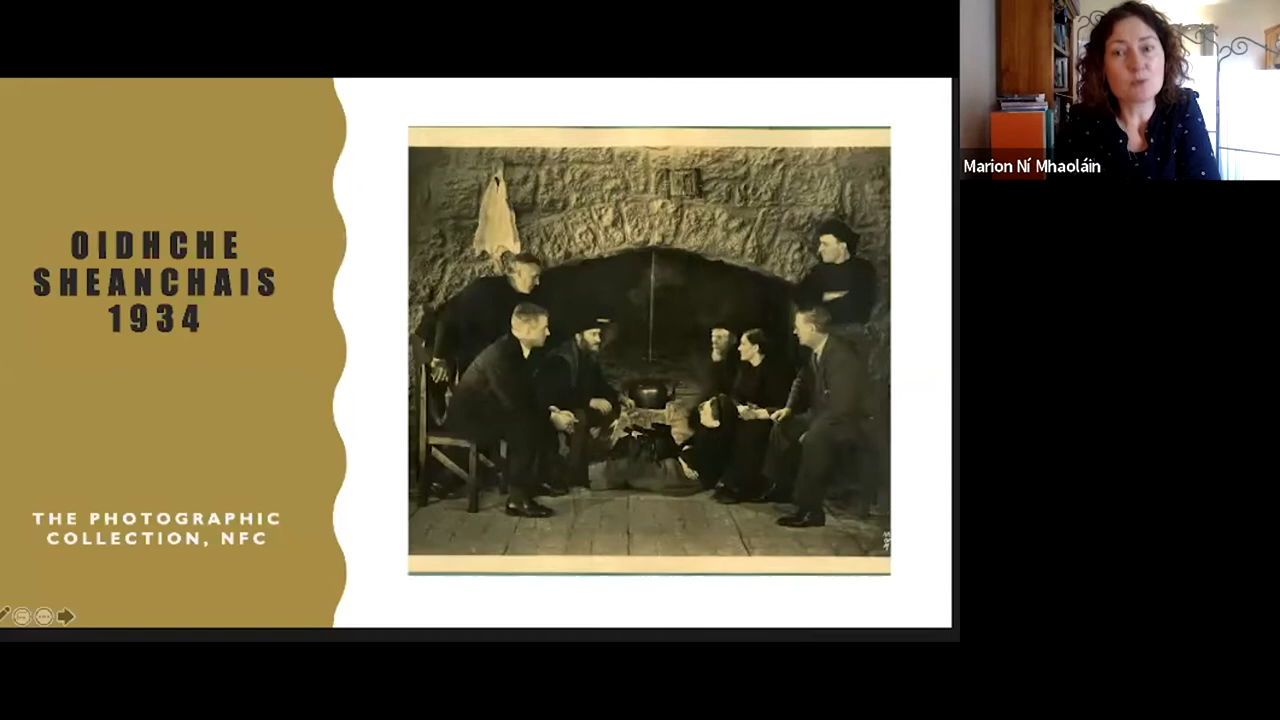 OIDHCHE
SHEANCHAIS
1934
THE PHOTOGRAPHIC
COLLECTION, NFC
Marion Ní Mhaoláin